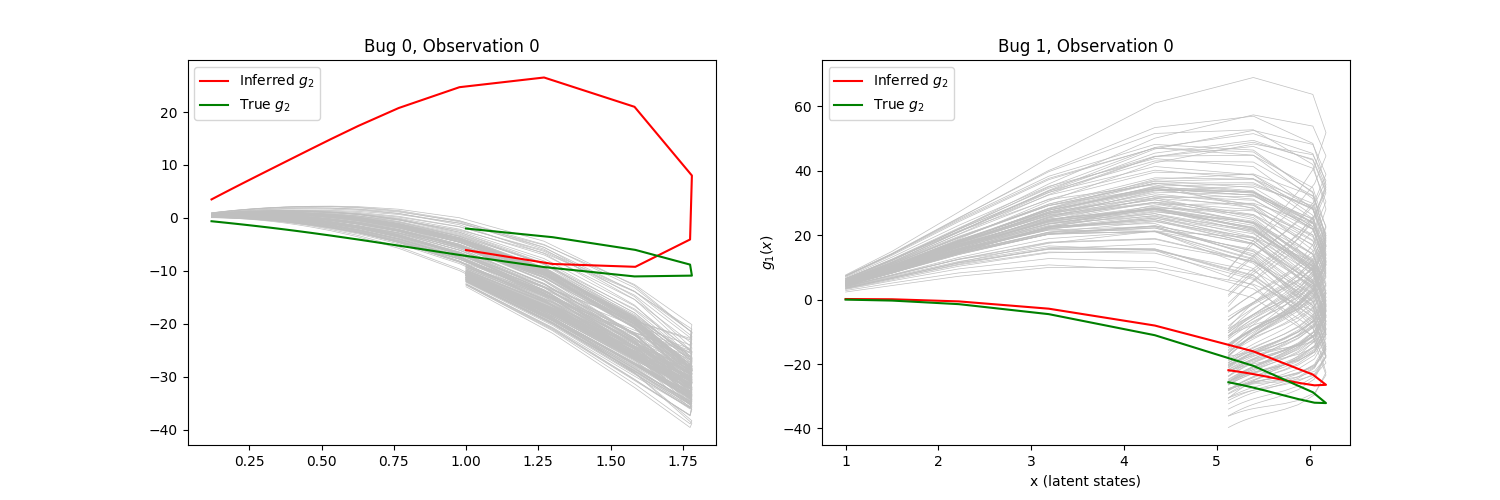 Bug 0, Observation 0
Inferred g₂
True g₂
20
10
0
−10
−20
−30
−40
0.25 0.50 0.75 1.00 1.25 1.50 1.75
Bug 1, Observation 0
Inferred g₂
True g₂
g₁(x)
60
40
20
0
−20
−40
1 2 3 4 5 6
x (latent states)